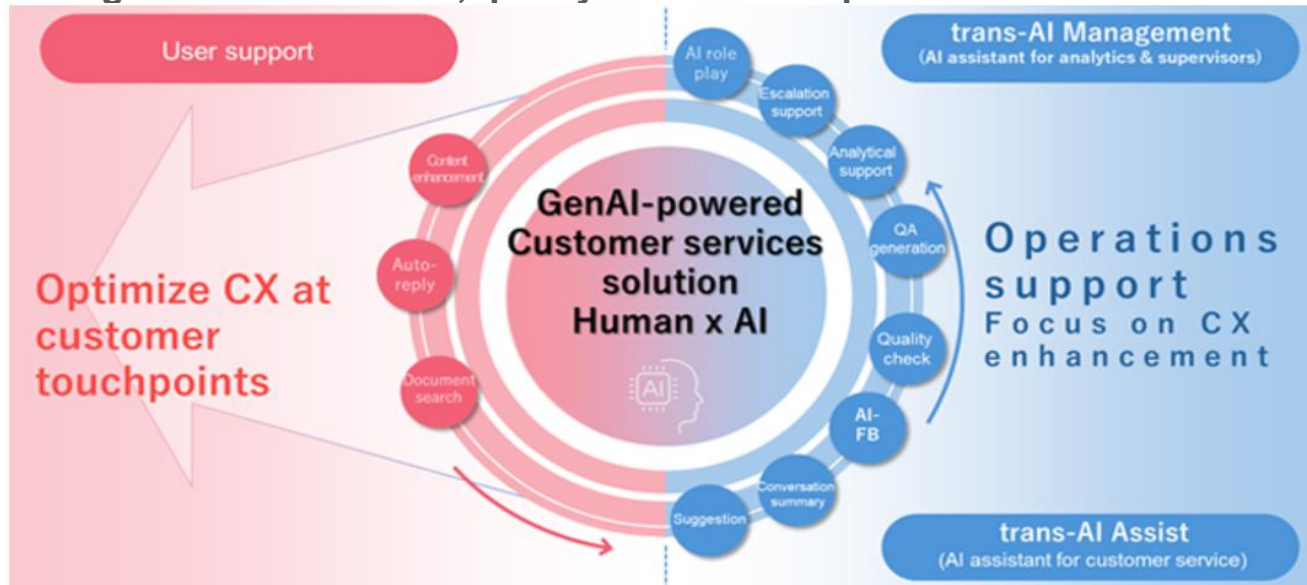 User support
Optimize CX at
customer
touchpoints
Content
enhancement
Auto-
reply
Document
search
GenAI-powered
Customer services
solution
Human x AI
AI
AI role
play
Escalation
support
Analytical
support
QA
generation
Quality
check
AI-
FB
Conversation
summary
Suggestion
trans-AI Management
(AI assistant for analytics & supervisors)
Operations
support
Focus on CX
enhancement
trans-AI Assist
(AI assistant for customer service)